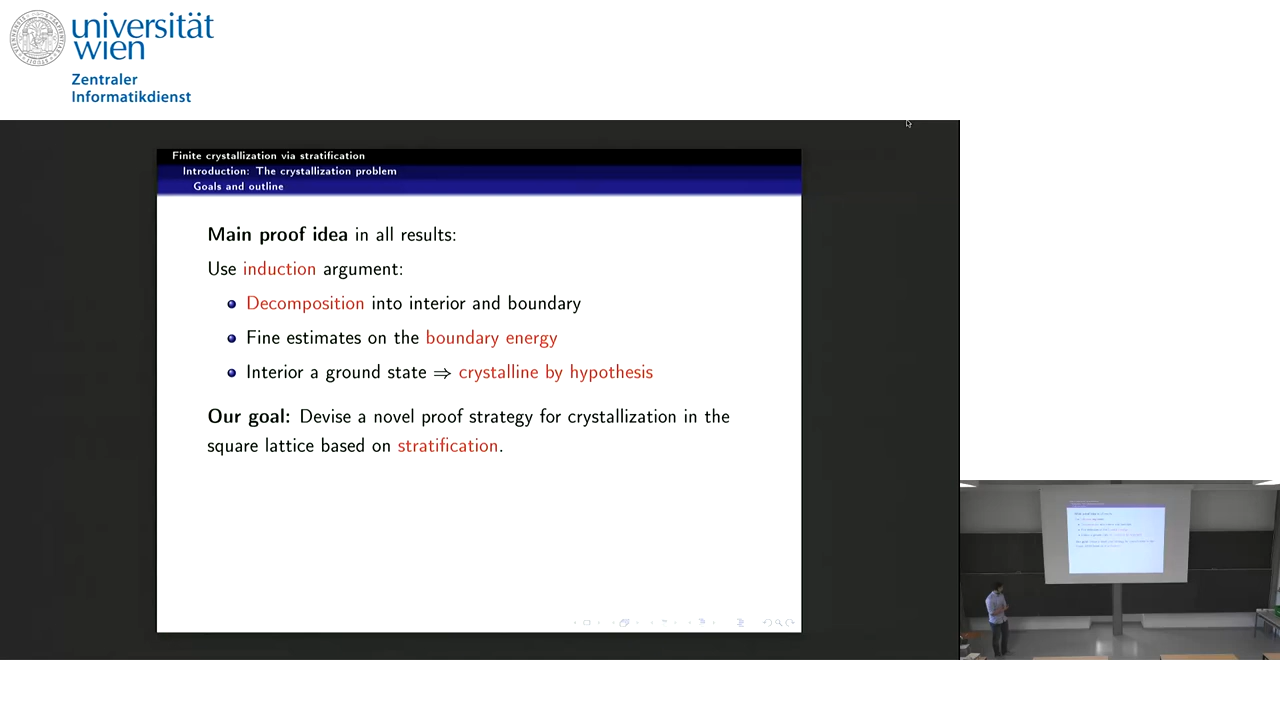 universität
wien
Zentraler
Informatikdienst
Finite crystallization via stratification
Introduction: The crystallization problem
Goals and outline
Main proof idea in all results:
Use induction argument:
Decomposition into interior and boundary
Fine estimates on the boundary energy
Interior a ground state ⇒ crystalline by hypothesis
Our goal: Devise a novel proof strategy for crystallization in the
square lattice based on stratification.